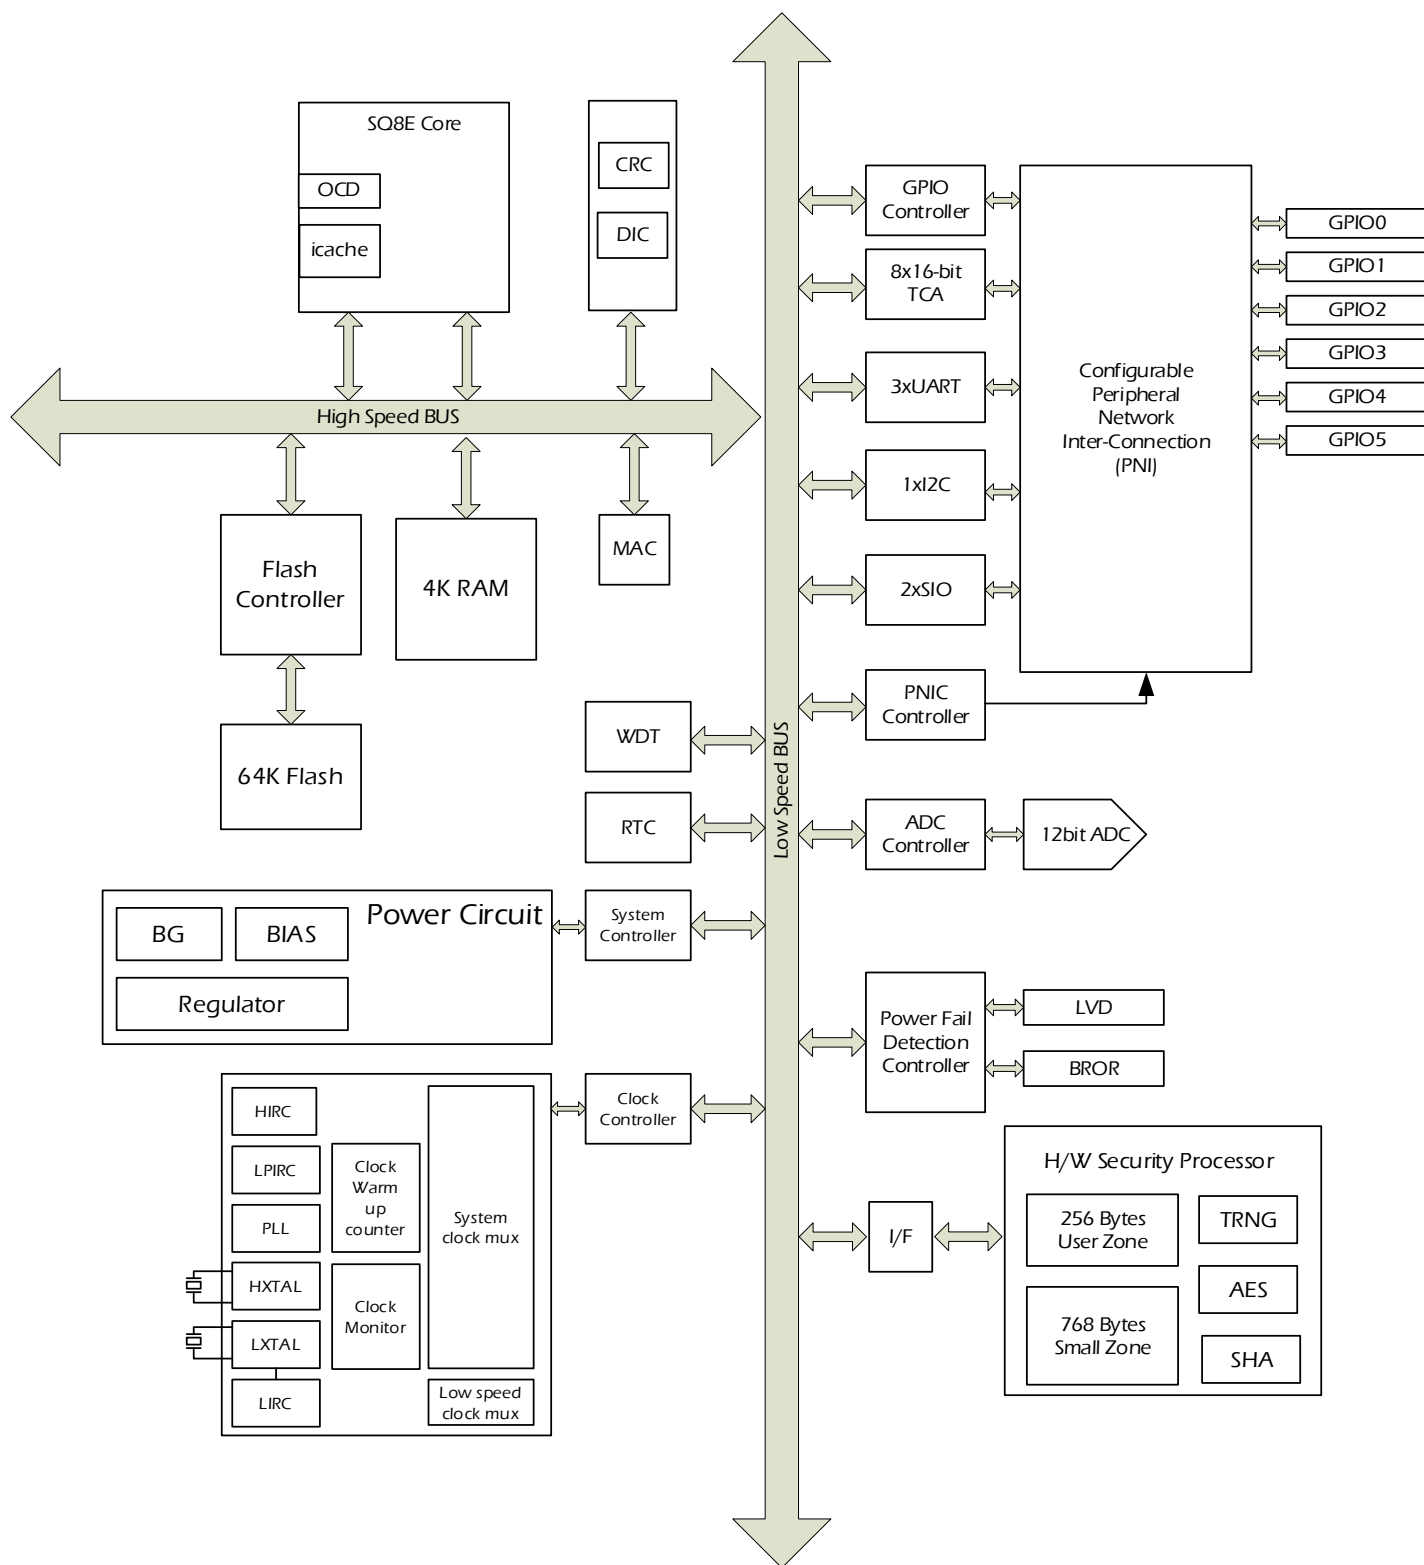 SQ8E Core
OCD
icache
CRC
DIC
High Speed BUS
Flash
Controller
4K RAM
MAC
64K Flash
WDT
RTC
Power Circuit
BG
BIAS
Regulator
System
Controller
HIRC
LPIRC
PLL
HXTAL
LXTAL
LIRC
Clock
Warm
up
counter
Clock
Monitor
System
clock mux
Low speed
clock mux
Clock
Controller
Low Speed BUS
GPIO
Controller
8x16-bit
TCA
3xUART
1xI2C
2xSIO
PNIC
Controller
Configurable
Peripheral
Network
Inter-Connection
(PNI)
GPIO0
GPIO1
GPIO2
GPIO3
GPIO4
GPIO5
ADC
Controller
12bit ADC
Power Fail
Detection
Controller
LVD
BROR
I/F
H/W Security Processor
256 Bytes
User Zone
768 Bytes
Small Zone
TRNG
AES
SHA